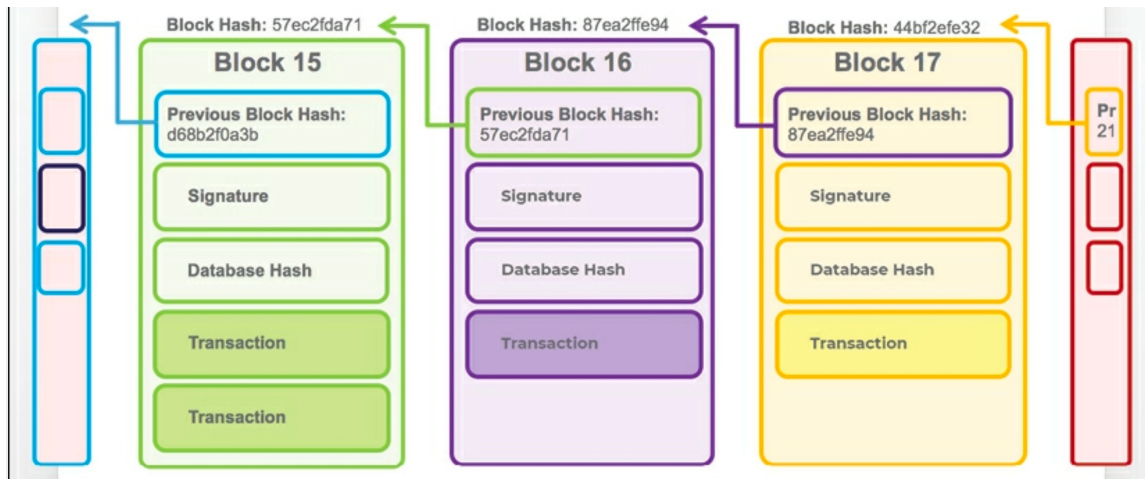 Block Hash: 57ec2fda71
Block 15
Previous Block Hash:
d68b2f0a3b
Signature
Database Hash
Transaction
Transaction
Block Hash: 87ea2ffe94
Block 16
Previous Block Hash:
57ec2fda71
Signature
Database Hash
Transaction
Block Hash: 44bf2efe32
Block 17
Previous Block Hash:
87ea2ffe94
Signature
Database Hash
Transaction
Pr
21